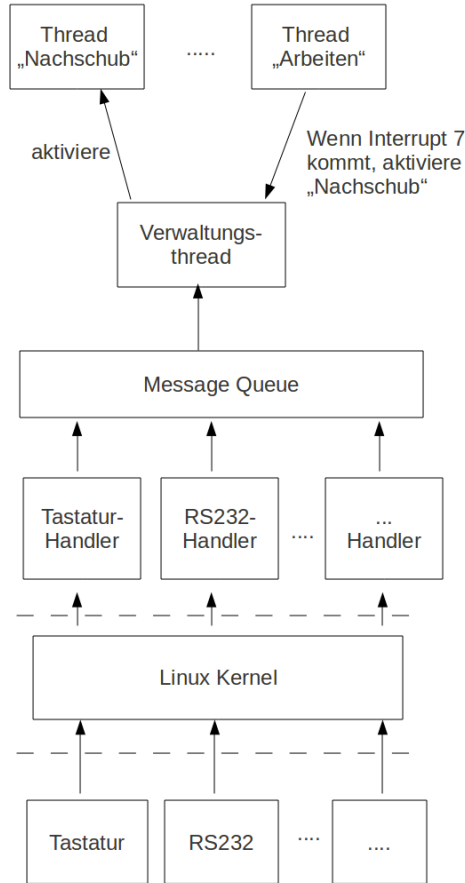 Thread
„Nachschub“
.....
Thread
„Arbeiten“
aktiviere
Wenn Interrupt 7
kommt, aktiviere
„Nachschub“
Verwaltungs-
thread
Message Queue
Tastatur-
Handler
RS232-
Handler
....
...
Handler
Linux Kernel
Tastatur
RS232
....
....